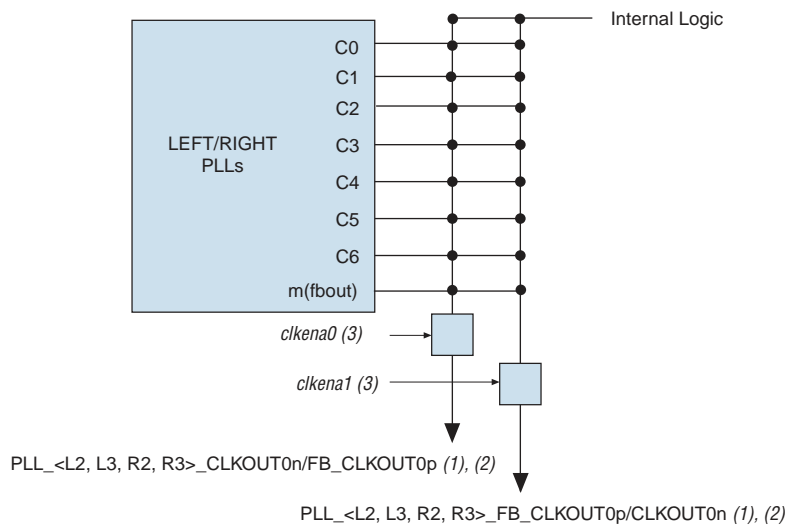 Internal Logic
C0
C1
C2
LEFT/RIGHT
PLLs
C3
C4
C5
C6
m(fbout)
clkena0 (3)
clkena1 (3)
PLL_<L2, L3, R2, R3>_CLKOUT0n/FB_CLKOUT0p (1), (2)
PLL_<L2, L3, R2, R3>_FB_CLKOUT0p/CLKOUT0n (1), (2)